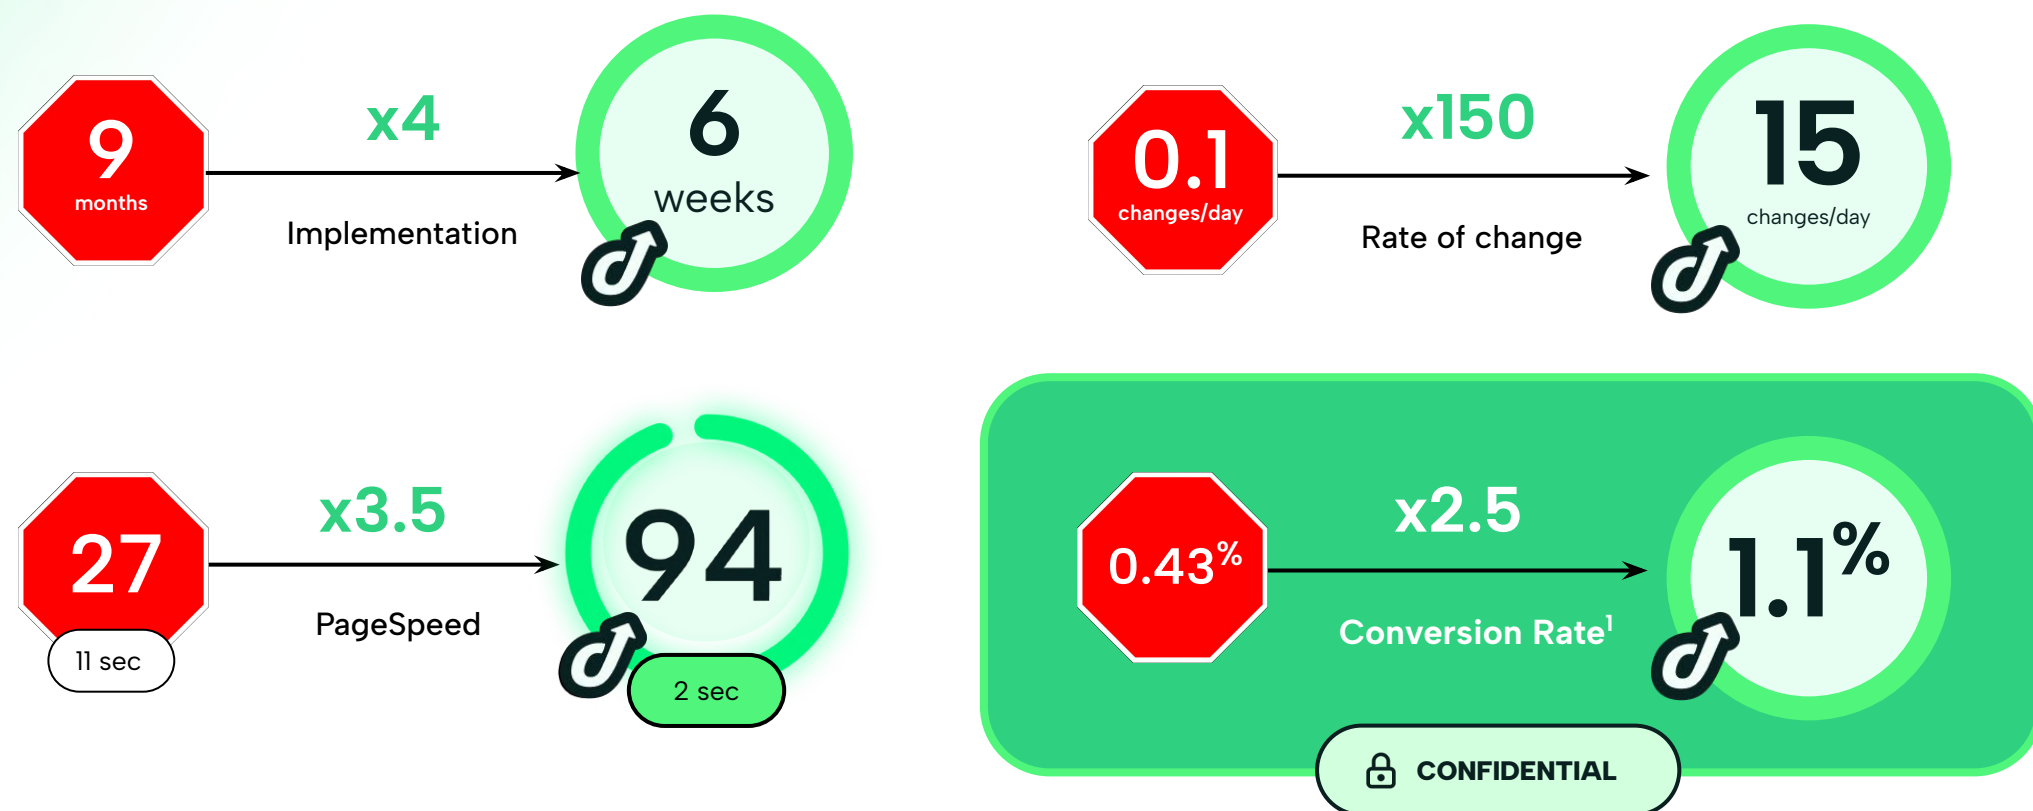 9
months
x4
Implementation
6
weeks
0.1
changes/day
x150
Rate of change
15
changes/day
27
11 sec
x3.5
PageSpeed
94
2 sec
0.43%
x2.5
Conversion Rate¹
1.1%
CONFIDENTIAL